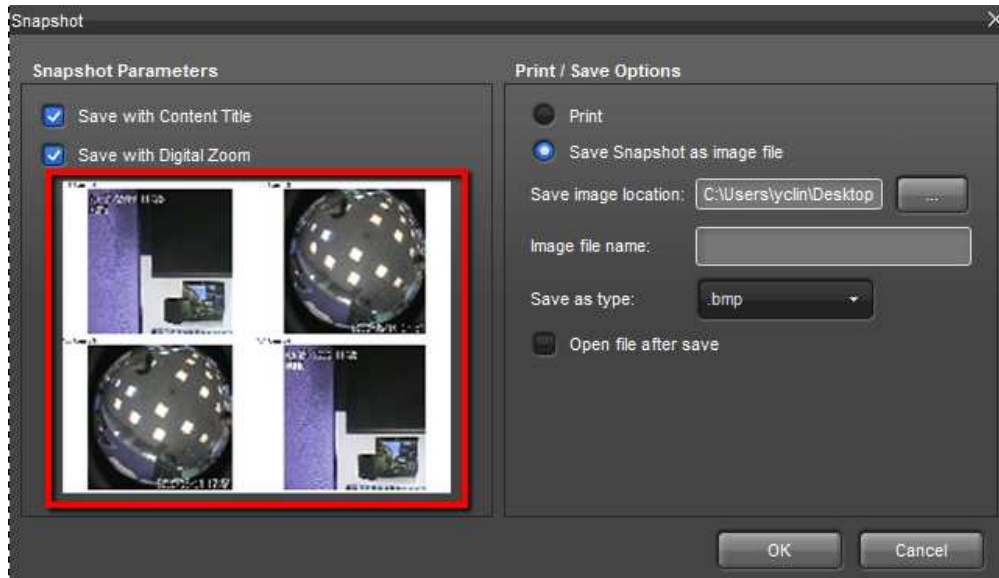 Snapshot
Snapshot Parameters
Save with Content Title
Save with Digital Zoom
Print / Save Options
Print
Save Snapshot as image file
Save image location: C:\Users\yclin\Desktop ...
Image file name:
Save as type: .bmp
Open file after save
OK Cancel